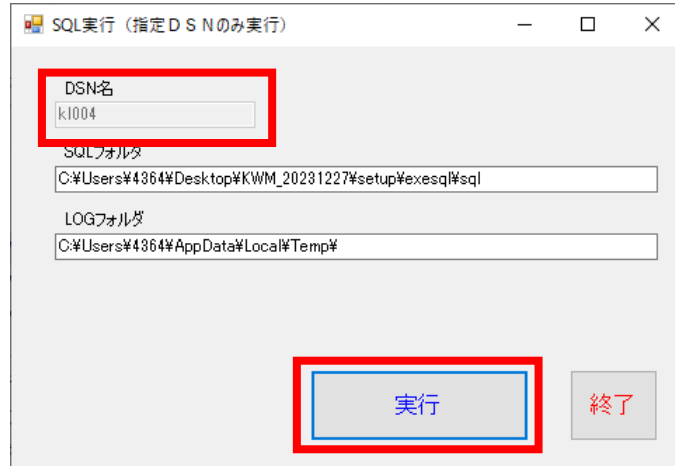 SQL実行（指定ＤＳＮのみ実行）
DSN名
kl004
SQLフォルダ
C:¥Users¥4364¥Desktop¥KWM_20231227¥setup¥exesql¥sql
LOGフォルダ
C:¥Users¥4364¥AppData¥Local¥Temp¥
実行
終了